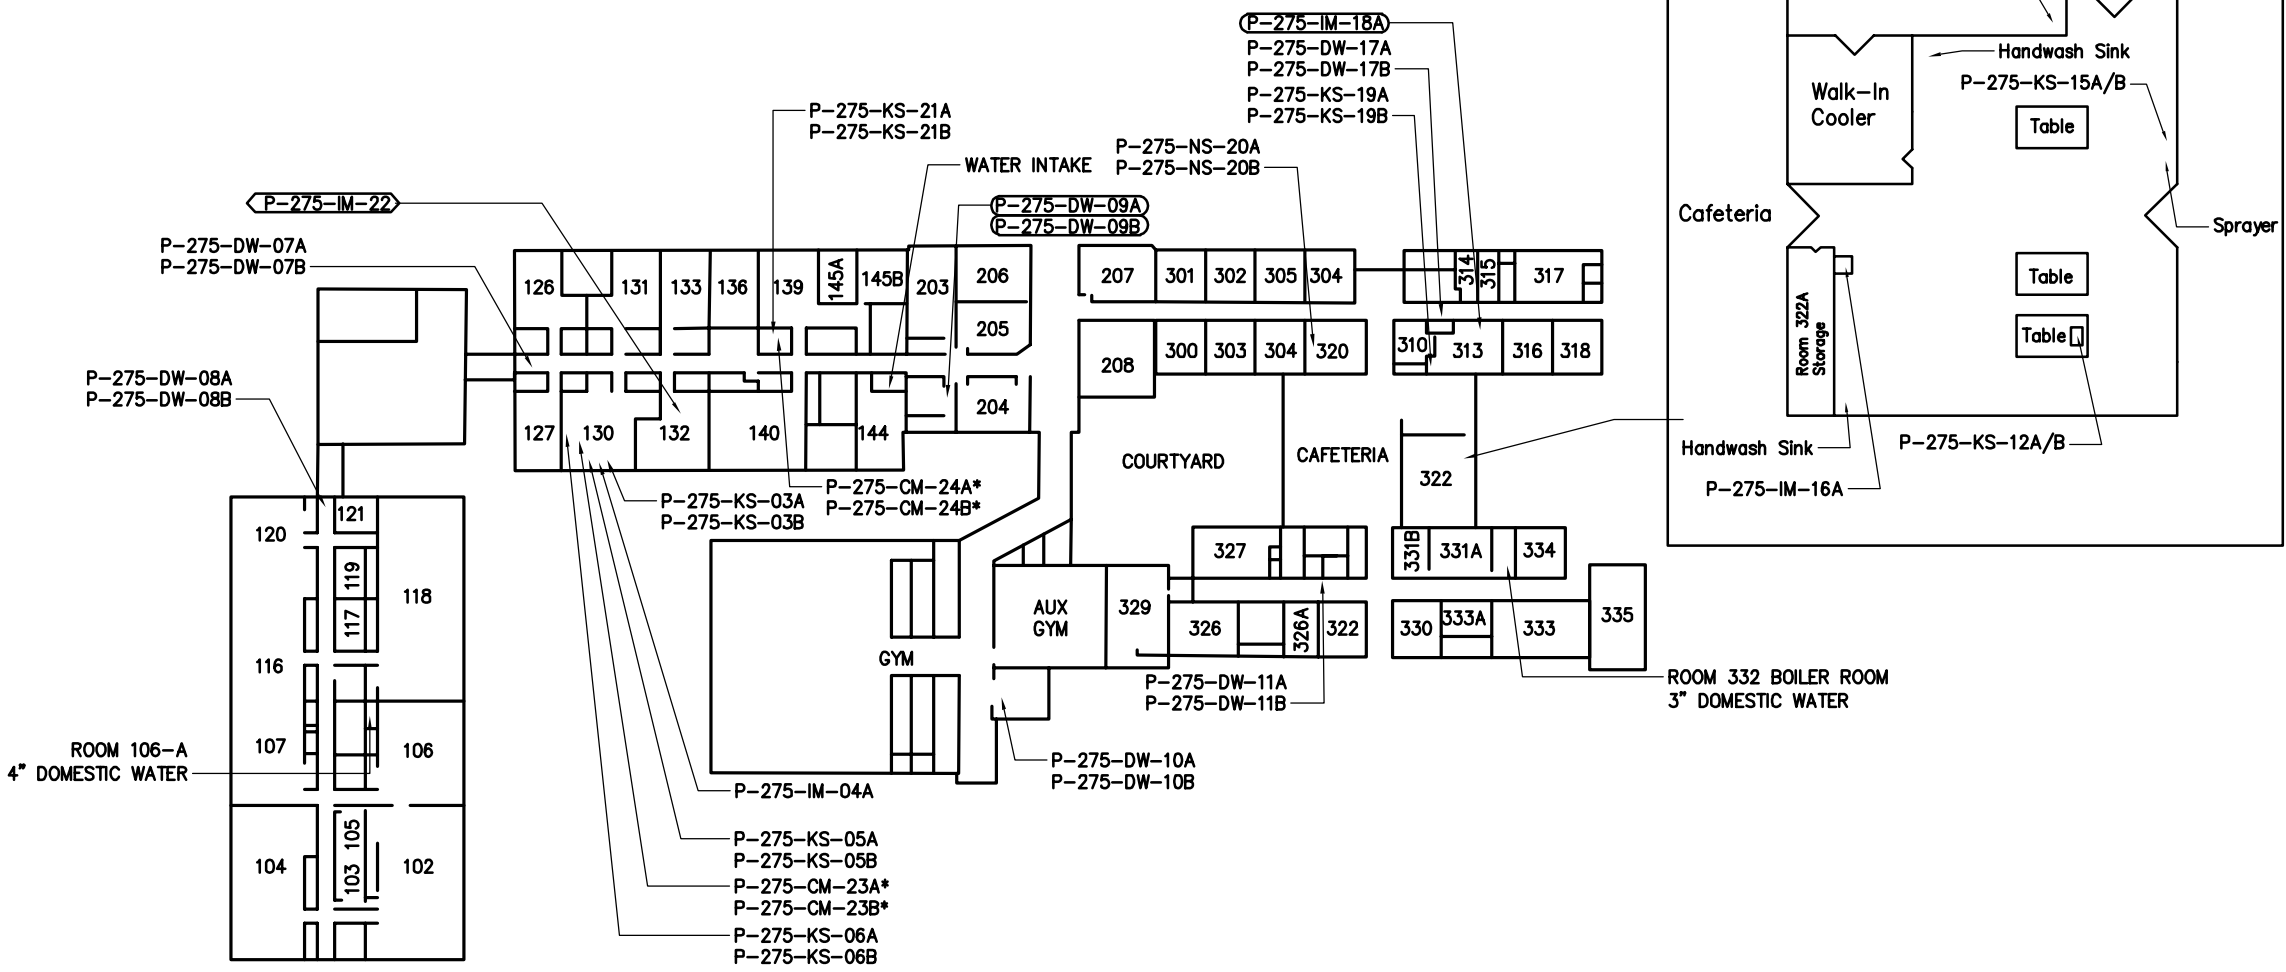 P-275-IM-18A
P-275-DW-17A
P-275-DW-17B
P-275-KS-19A
P-275-KS-19B
Handwash Sink
P-275-KS-15A/B
Walk-In
Cooler
Table
P-275-KS-21A
P-275-KS-21B
WATER INTAKE
P-275-NS-20A
P-275-NS-20B
P-275-IM-22
P-275-DW-09A
P-275-DW-09B
Cafeteria
Sprayer
P-275-DW-07A
P-275-DW-07B
126
131
133
136
139
145A
145B
203
206
205
207
301
302
305
304
314
315
317
Table
Room 322A
Storage
Table
208
300
303
304
320
310
313
316
318
P-275-DW-08A
P-275-DW-08B
204
127
130
132
140
144
COURTYARD
CAFETERIA
322
Handwash Sink
P-275-KS-12A/B
P-275-IM-16A
P-275-KS-03A
P-275-KS-03B
P-275-CM-24A*
P-275-CM-24B*
121
120
119
118
117
116
327
331B
331A
334
AUX
GYM
329
326
326A
322
330
333A
333
335
GYM
P-275-DW-11A
P-275-DW-11B
ROOM 332 BOILER ROOM
3" DOMESTIC WATER
107
106
ROOM 106-A
4" DOMESTIC WATER
P-275-DW-10A
P-275-DW-10B
P-275-IM-04A
105
104
103
102
P-275-KS-05A
P-275-KS-05B
P-275-CM-23A*
P-275-CM-23B*
P-275-KS-06A
P-275-KS-06B